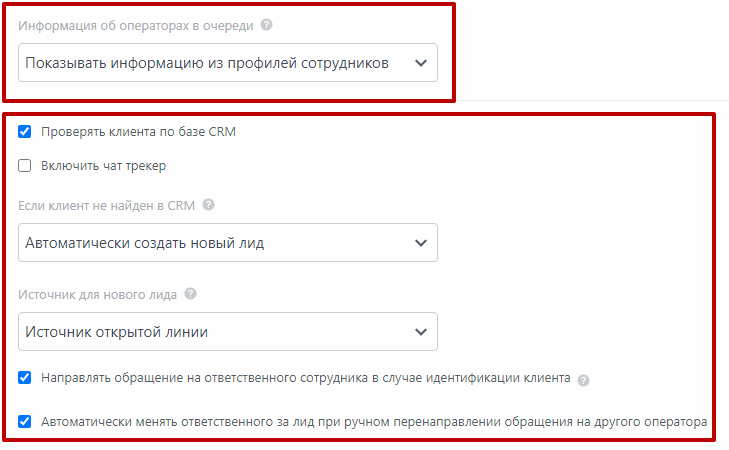 Информация об операторах в очереди
Показывать информацию из профилей сотрудников
Проверять клиента по базе CRM
Включить чат трекер
Если клиент не найден в CRM
Автоматически создать новый лид
Источник для нового лида
Источник открытой линии
Направлять обращение на ответственного сотрудника в случае идентификации клиента
Автоматически менять ответственного за лид при ручном перенаправлении обращения на другого оператора